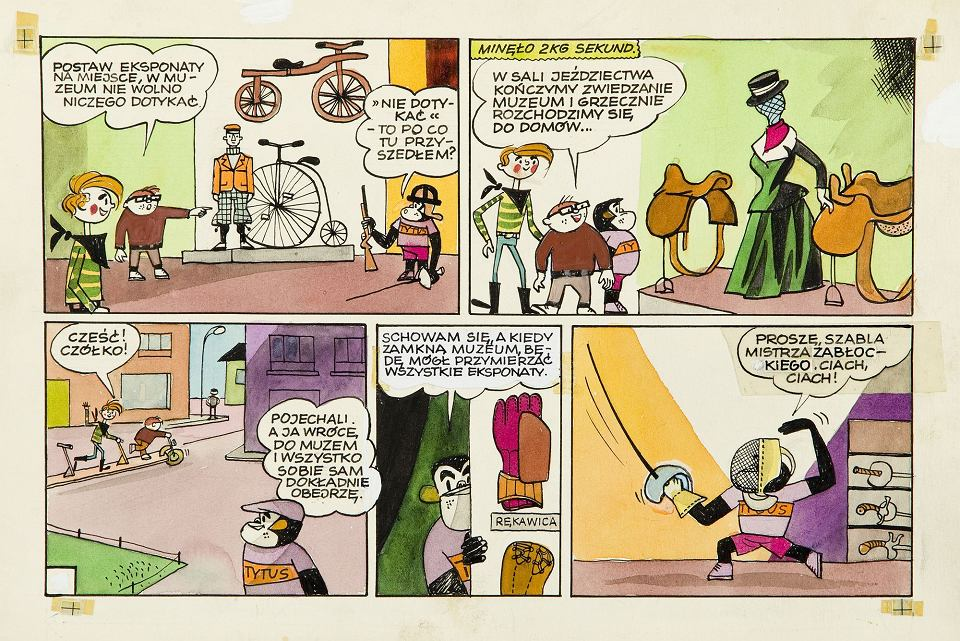 POSTAW EKSPONATY
NA MIEJSCE, W MU-
ZEUM NIE WOLNO
NICZEGO DOTYKAĆ.
»NIE DOTY-
KAĆ«
- TO PO CO
TU PRZY-
SZEDŁEM?
TYTUS
MINĘŁO 2KG SEKUND.
W SALI JEŹDZIECTWA
KOŃCZYMY ZWIEDZANIE
MUZEUM I GRZECZNIE
ROZCHODZIMY SIĘ,
DO DOMÓW...
TY
CZEŚĆ!
CZÓŁKO!
POJECHALI.
A JA WRÓCĘ,
DO MUZEM
I WSZYSTKO
SOBIE SAM
DOKŁADNIE
OBEJRZĘ.
TYTUS
SCHOWAM SIĘ, A KIEDY
ZAMKNĄ MUZEUM, BĘ-
DĘ MÓGŁ PRZYMIERZAĆ
WSZYSTKIE EKSPONATY.
RĘKAWICA
PROSZĘ, SZABLA
MISTRZA ZABŁOC-
KIEGO. CIACH,
CIACH!
TYTUS